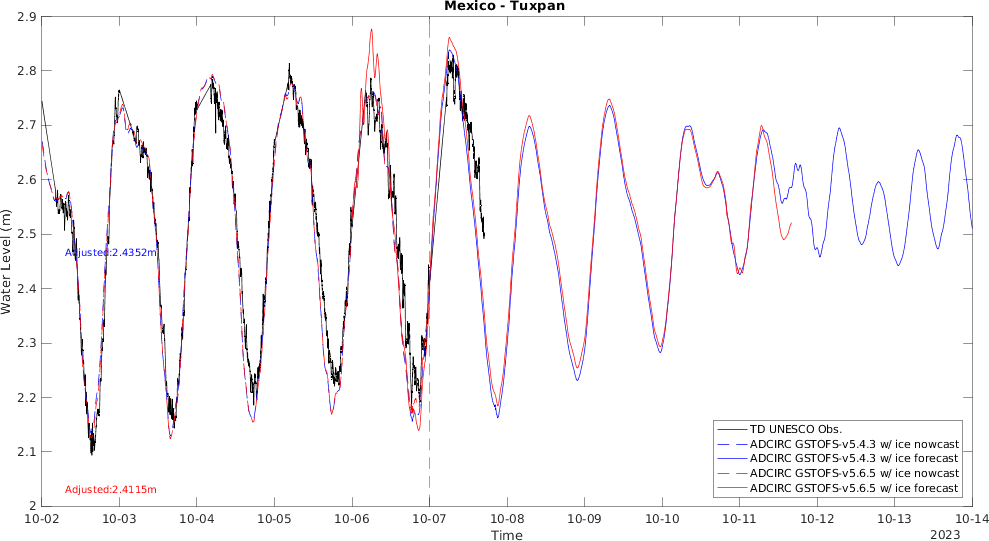 Mexico - Tuxpan
2.9
2.8
2.7
2.6
2.5
2.4
2.3
2.2
2.1
2
Water Level (m)
Adjusted:2.4352m
Adjusted:2.4115m
TD UNESCO Obs.
ADCIRC GSTOFS-v5.4.3 w/ ice nowcast
ADCIRC GSTOFS-v5.4.3 w/ ice forecast
ADCIRC GSTOFS-v5.6.5 w/ ice nowcast
ADCIRC GSTOFS-v5.6.5 w/ ice forecast
10-02 10-03 10-04 10-05 10-06 10-07 10-08 10-09 10-10 10-11 10-12 10-13 10-14
Time
2023